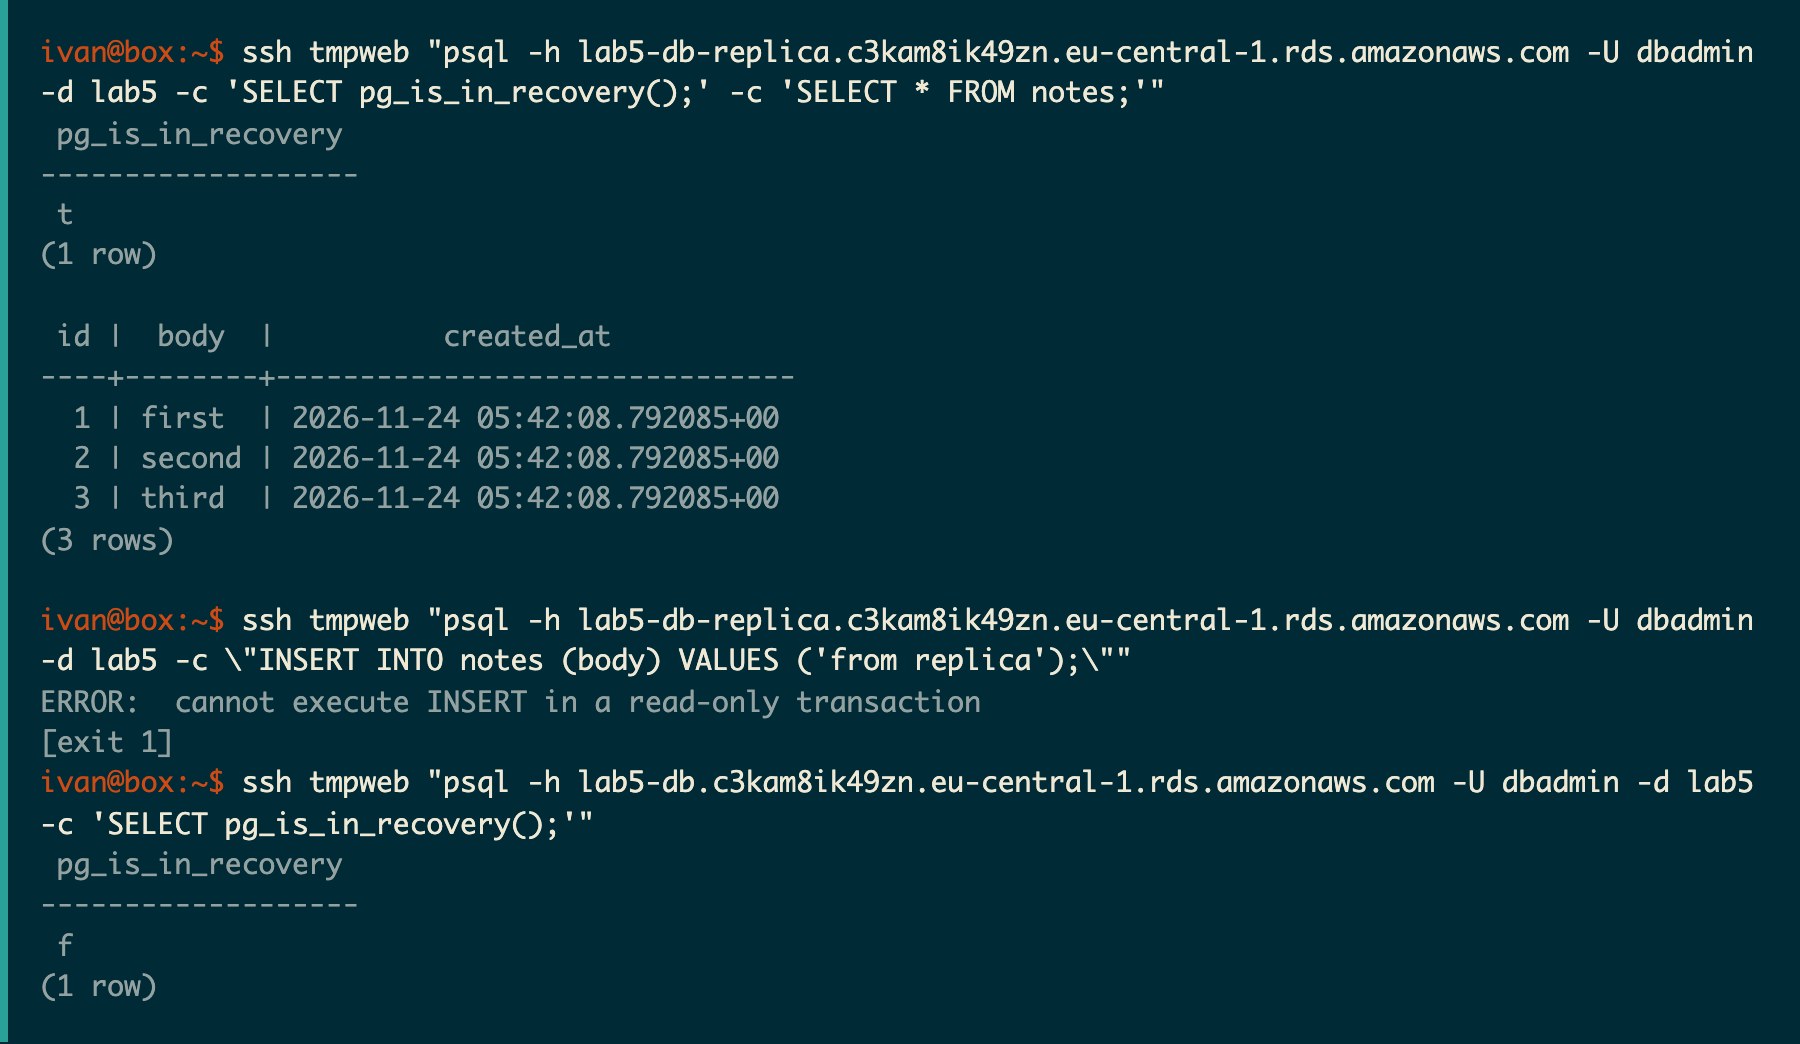 ivan@box:~$ ssh tmpweb "psql -h lab5-db-replica.c3kam8ik49zn.eu-central-1.rds.amazonaws.com -U dbadmin
-d lab5 -c 'SELECT pg_is_in_recovery();' -c 'SELECT * FROM notes;'"
 pg_is_in_recovery
-------------------
 t
(1 row)

 id |  body  |          created_at
----+--------+-------------------------------
  1 | first  | 2026-11-24 05:42:08.792085+00
  2 | second | 2026-11-24 05:42:08.792085+00
  3 | third  | 2026-11-24 05:42:08.792085+00
(3 rows)

ivan@box:~$ ssh tmpweb "psql -h lab5-db-replica.c3kam8ik49zn.eu-central-1.rds.amazonaws.com -U dbadmin
-d lab5 -c \"INSERT INTO notes (body) VALUES ('from replica');\""
ERROR:  cannot execute INSERT in a read-only transaction
[exit 1]
ivan@box:~$ ssh tmpweb "psql -h lab5-db.c3kam8ik49zn.eu-central-1.rds.amazonaws.com -U dbadmin -d lab5
-c 'SELECT pg_is_in_recovery();'"
 pg_is_in_recovery
-------------------
 f
(1 row)